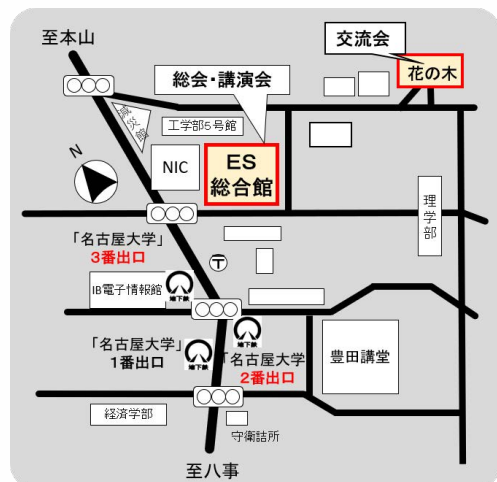 至本山
交流会
総会・講演会
花の木
減災館
工学部5号館
N
NIC
ES
総合館
理学部
「名古屋大学」
3番出口
〒
IB電子情報館
地下鉄
地下鉄
「名古屋大学」
1番出口
地下鉄
「名古屋大学
2番出口
豊田講堂
経済学部
守衛詰所
至八事